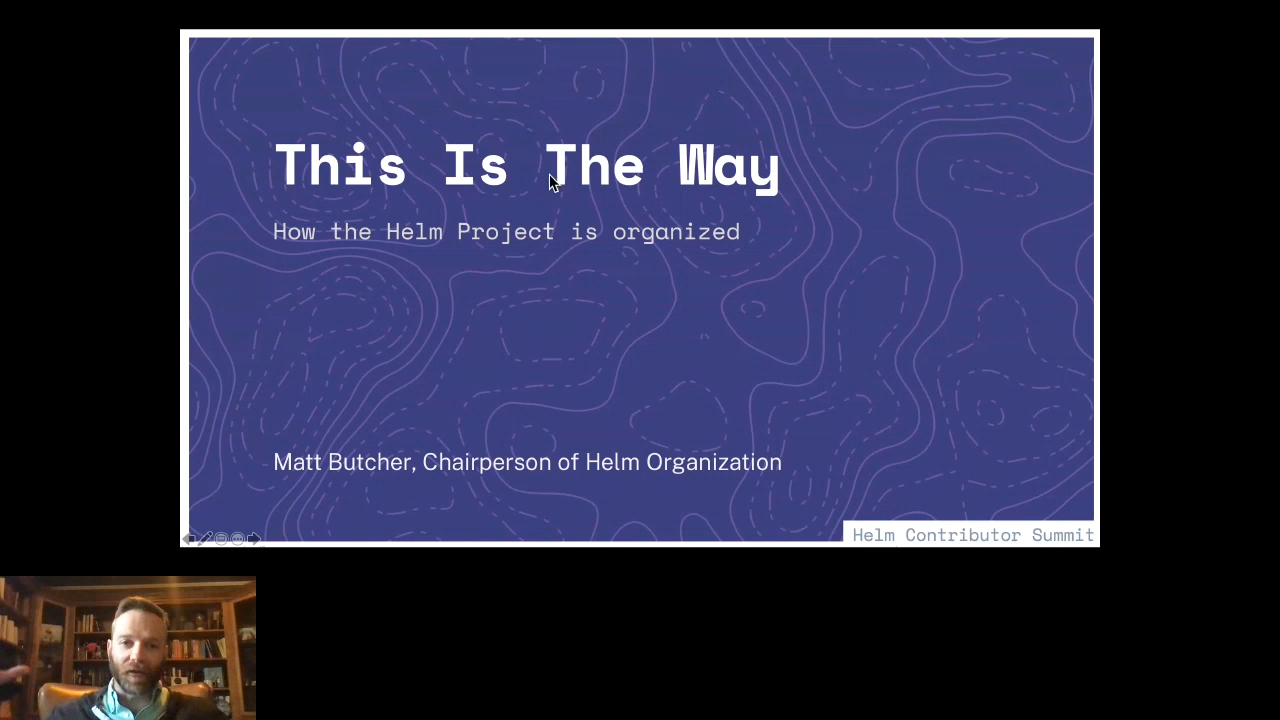 This Is The Way
How the Helm Project is organized
Matt Butcher, Chairperson of Helm Organization
Helm Contributor Summit